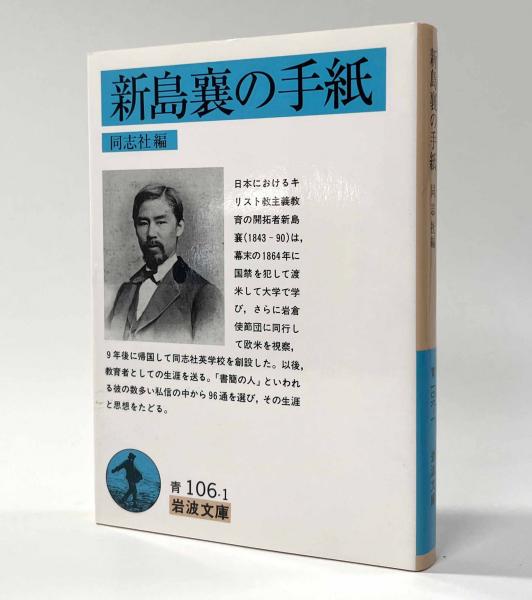 新島襄の手紙
同志社編
日本におけるキ
リスト教主義教
育の開拓者新島
襄(1843-90)は,
幕末の1864年に
国禁を犯して渡
米して大学で学
び, さらに岩倉
使節団に同行し
て欧米を視察,
9年後に帰国して同志社英学校を創設した。以後,
教育者としての生涯を送る。「書簡の人」といわれ
る彼の数多い私信の中から96通を選び, その生涯
と思想をたどる。
青 106-1
岩波文庫
新島襄の手紙 同志社編
青 106-1
岩波文庫